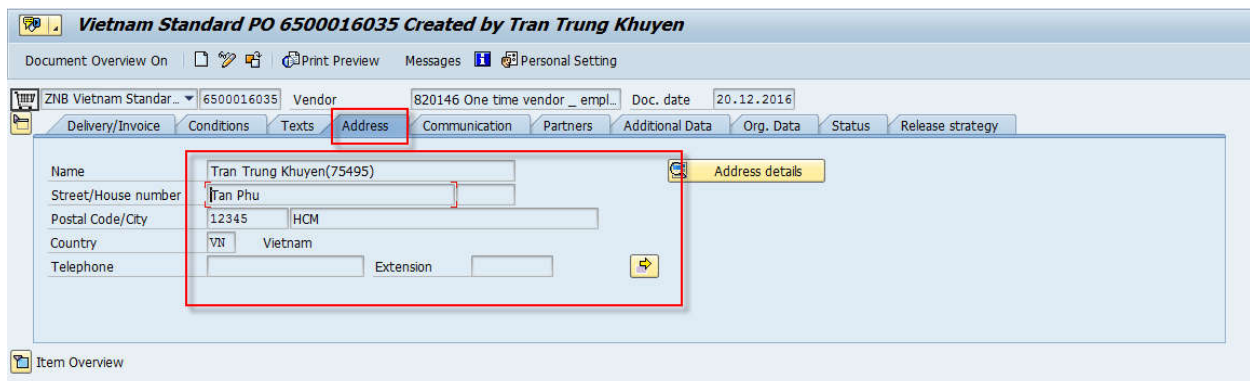 Vietnam Standard PO 6500016035 Created by Tran Trung Khuyen
Document Overview On Print Preview Messages Personal Setting
ZNB Vietnam Standar... 6500016035 Vendor 820146 One time vendor _ empl... Doc. date 20.12.2016
Delivery/Invoice Conditions Texts Address Communication Partners Additional Data Org. Data Status Release strategy
Name Tran Trung Khuyen(75495) Address details
Street/House number Tan Phu
Postal Code/City 12345 HCM
Country VN Vietnam
Telephone Extension
Item Overview